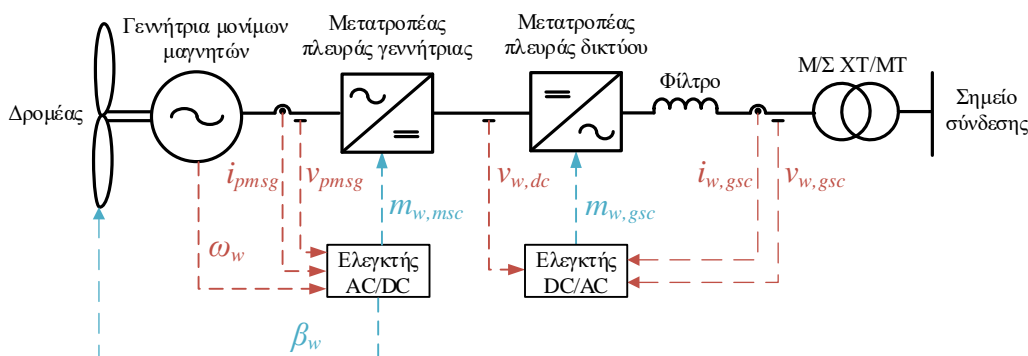 Γεννήτρια μονίμων
μαγνητών
Μετατροπέας
πλευράς γεννήτριας
Μετατροπέας
πλευράς δικτύου
Φίλτρο
Μ/Σ ΧΤ/ΜΤ
Δρομέας
Σημείο
σύνδεσης
i_pmsg
v_pmsg
v_w,dc
i_w,gsc
v_w,gsc
m_w,msc
m_w,gsc
ω_w
Ελεγκτής
AC/DC
Ελεγκτής
DC/AC
β_w